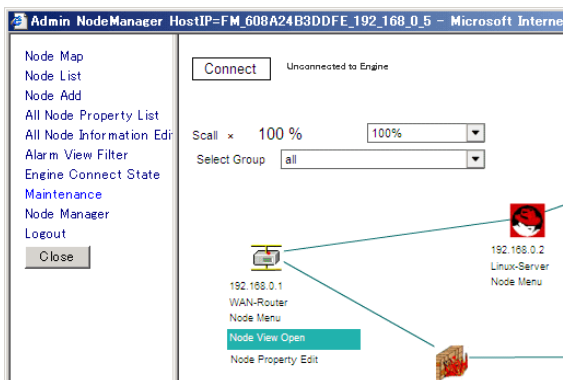 Admin NodeManager HostIP=FM_608A24B3DDFE_192_168_0_5 - Microsoft Interne
Node Map
Node List
Node Add
All Node Property List
All Node Information Edi
Alarm View Filter
Engine Connect State
Maintenance
Node Manager
Logout
Close
Connect Unconnected to Engine
Scall × 100 % 100%
Select Group all
192.168.0.2
Linux-Server
Node Menu
192.168.0.1
WAN-Router
Node Menu
Node View Open
Node Property Edit